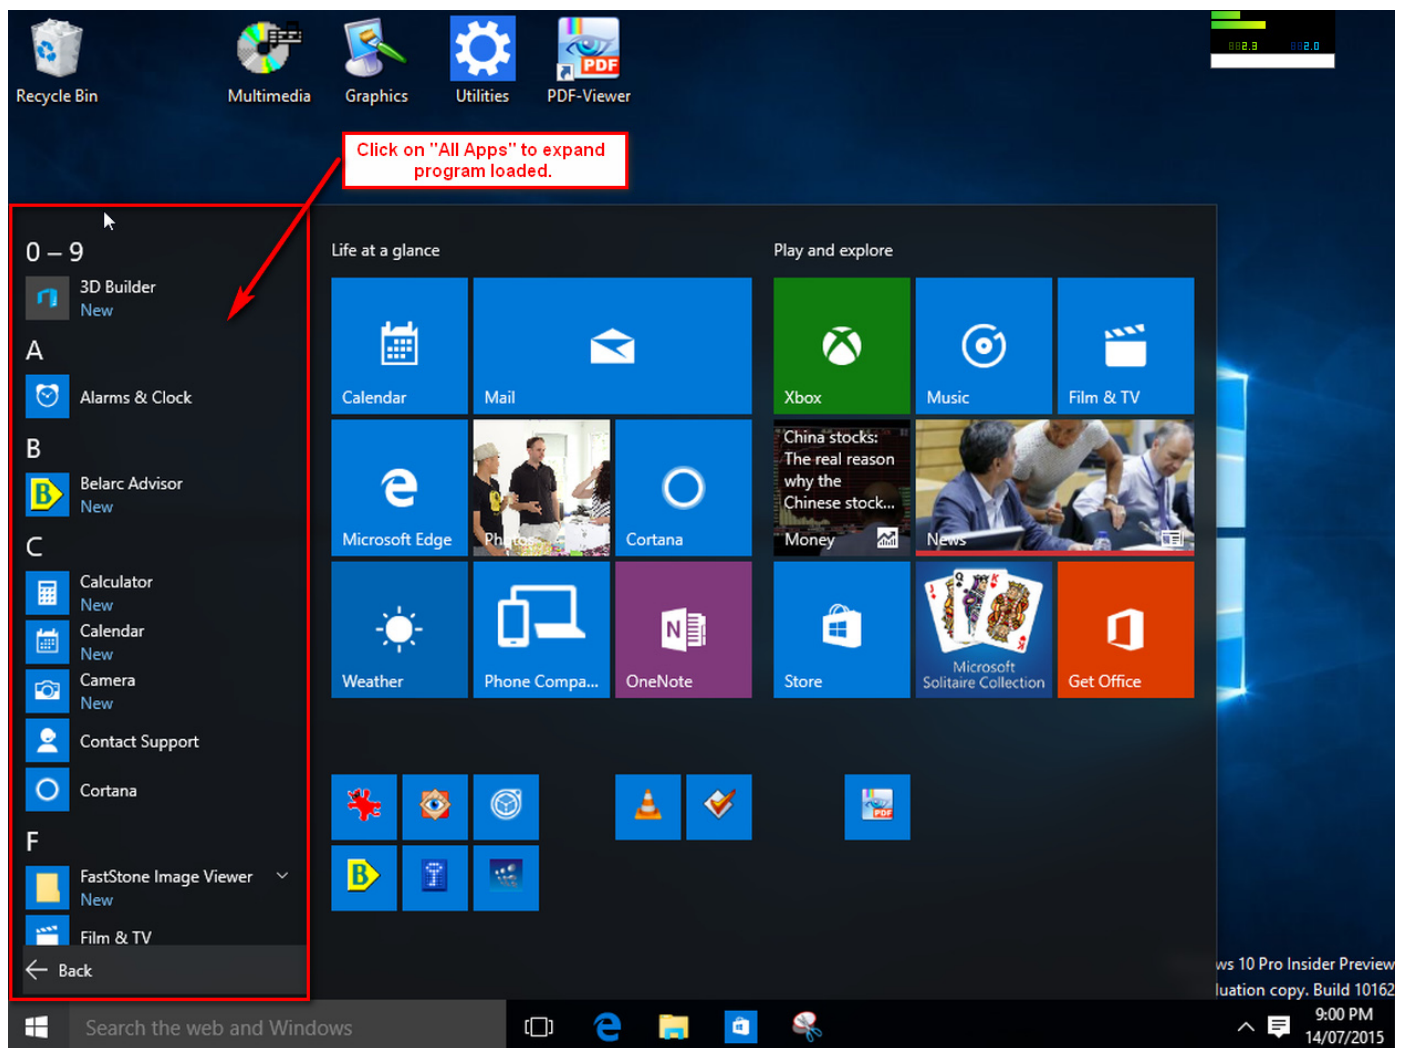 Recycle Bin
Multimedia
Graphics
Utilities
PDF
PDF-Viewer
2.3
2.0
Click on "All Apps" to expand
program loaded.
0 – 9
3D Builder
New
A
Alarms & Clock
B
Belarc Advisor
New
C
Calculator
New
Calendar
New
Camera
New
Contact Support
Cortana
F
FastStone Image Viewer
New
Film & TV
Back
Life at a glance
Calendar
Mail
Microsoft Edge
Photos
Cortana
Weather
Phone Compa...
OneNote
Play and explore
Xbox
Music
Film & TV
China stocks:
The real reason
why the
Chinese stock...
Money
News
Store
Microsoft
Solitaire Collection
Get Office
PDF
ws 10 Pro Insider Preview
luation copy. Build 10162
Search the web and Windows
9:00 PM
14/07/2015